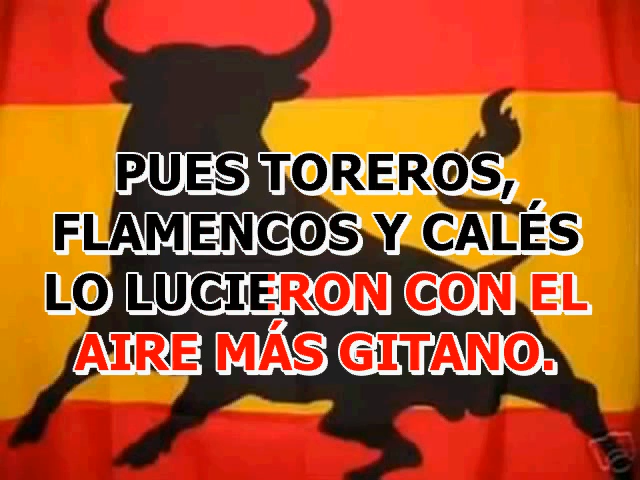 PUES TOREROS,
FLAMENCOS Y CALÉS
LO LUCIERON CON EL
AIRE MÁS GITANO.